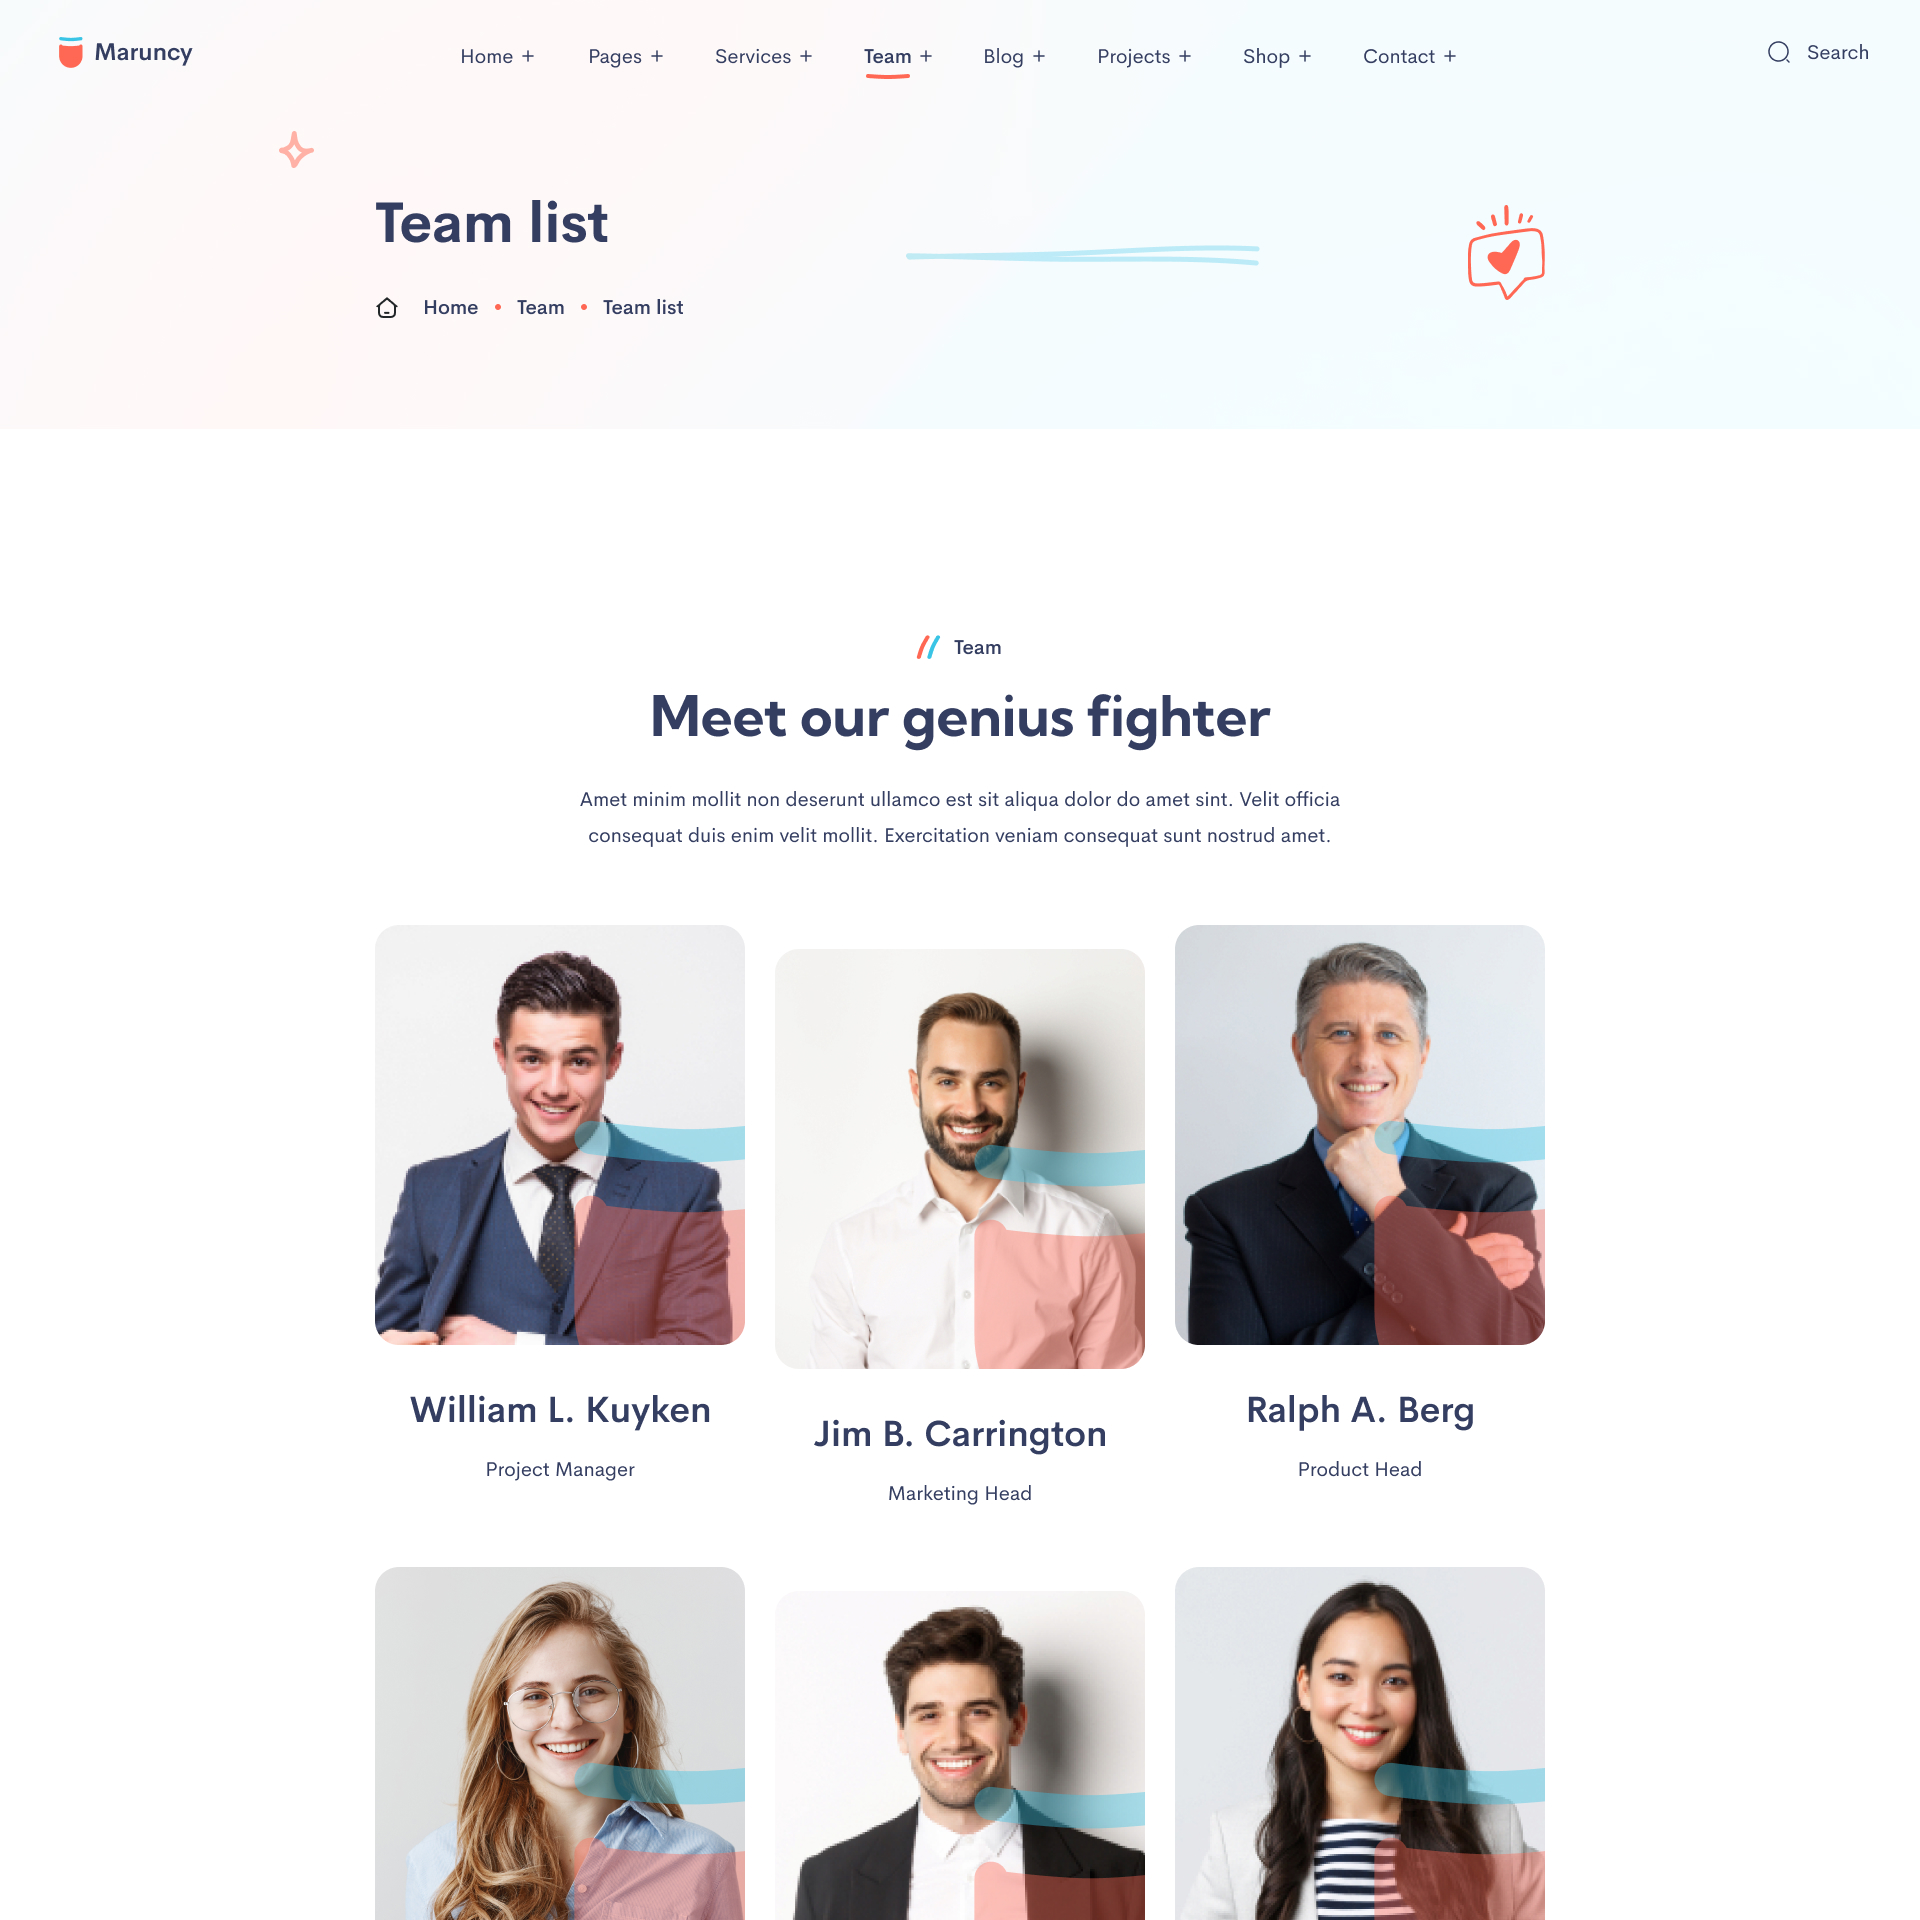 Maruncy
Home + Pages + Services + Team + Blog + Projects + Shop + Contact +
Search
Team list
Home • Team • Team list
Team
Meet our genius fighter
Amet minim mollit non deserunt ullamco est sit aliqua dolor do amet sint. Velit officia
consequat duis enim velit mollit. Exercitation veniam consequat sunt nostrud amet.
William L. Kuyken
Project Manager
Jim B. Carrington
Marketing Head
Ralph A. Berg
Product Head